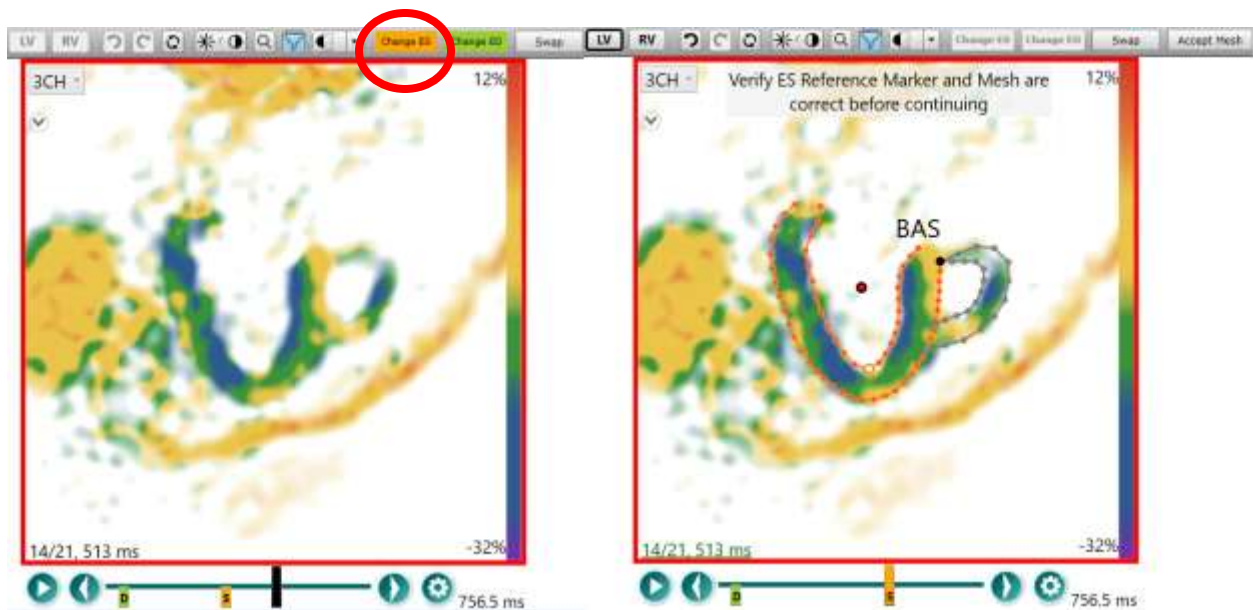 LV RV Change ES Change ED Swap
3CH
12%
14/21, 513 ms
-32%
D S
756.5 ms
LV RV Change ES Change ED Swap Accept Mesh
3CH
Verify ES Reference Marker and Mesh are
correct before continuing
12%
BAS
14/21, 513 ms
-32%
D S
756.5 ms